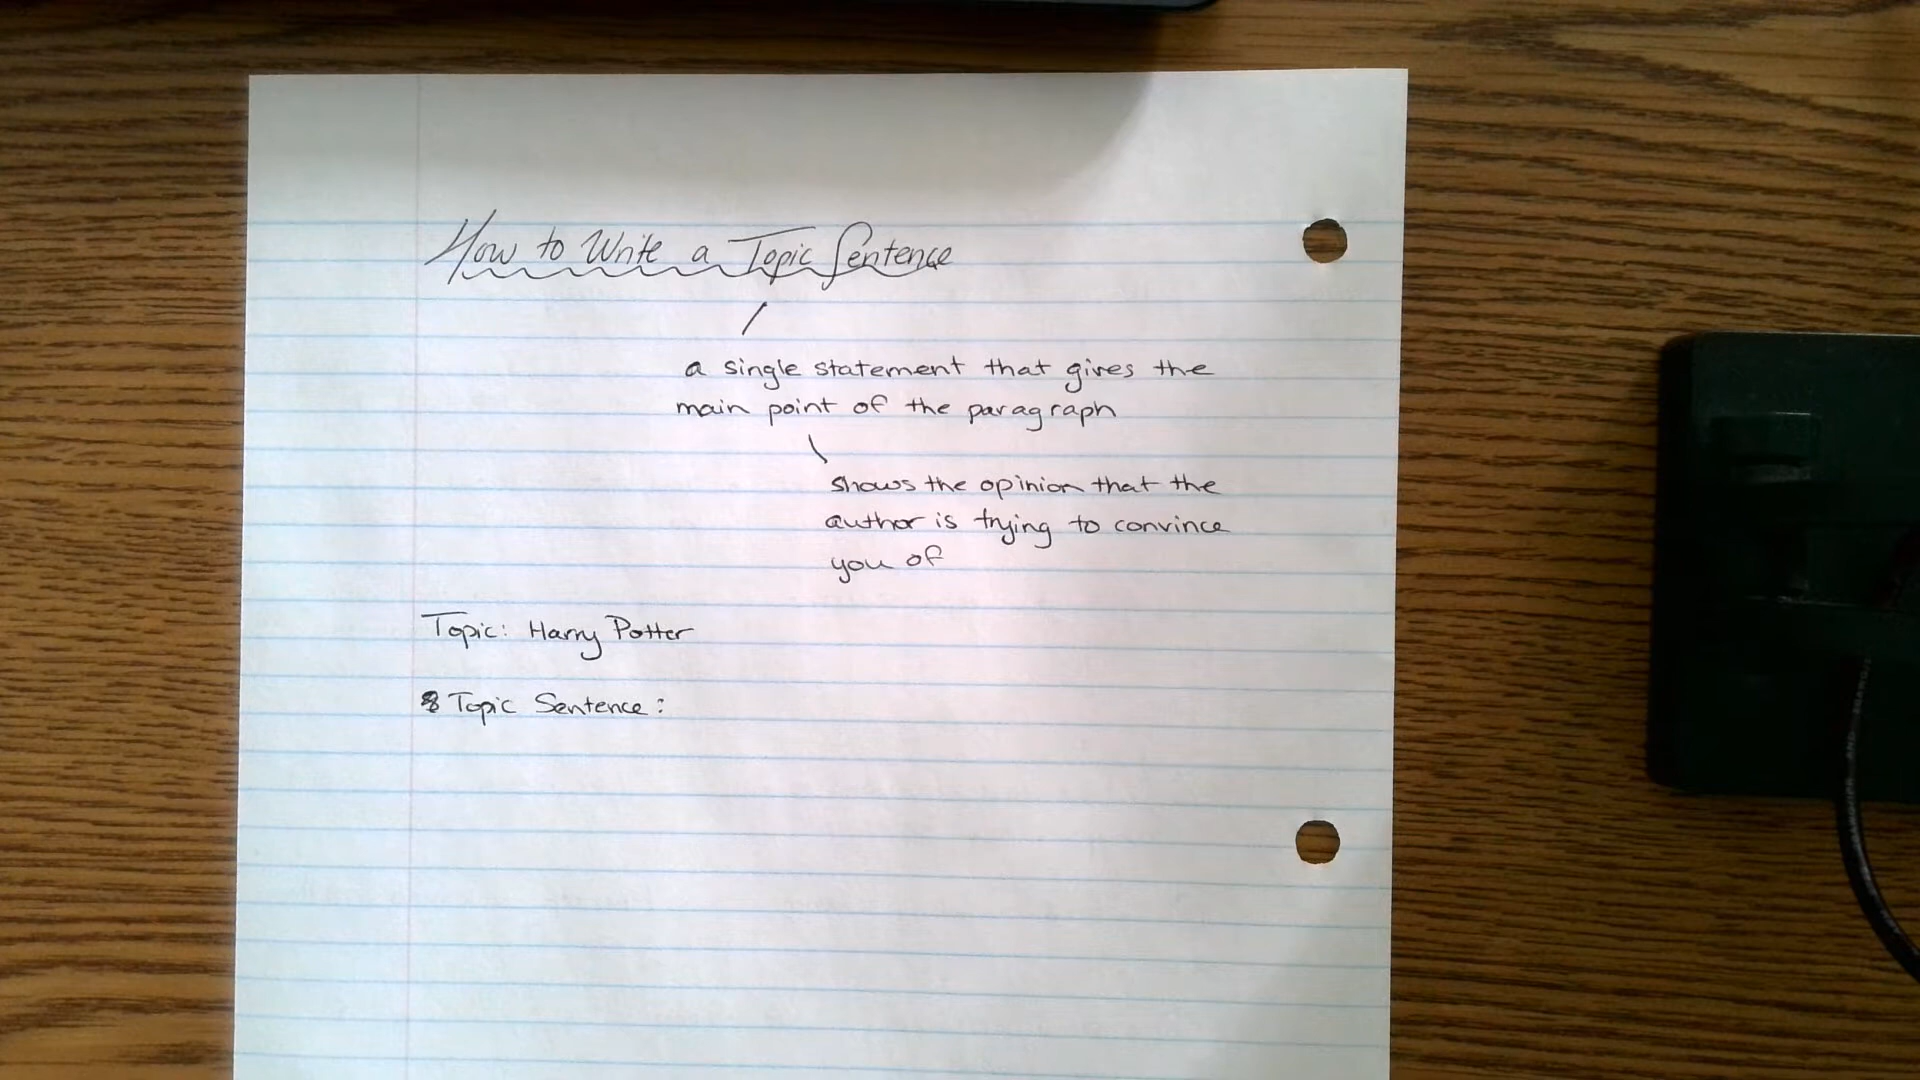 How to Write a Topic Sentence
a single statement that gives the
main point of the paragraph
shows the opinion that the
author is trying to convince
you of
Topic: Harry Potter
Topic Sentence: